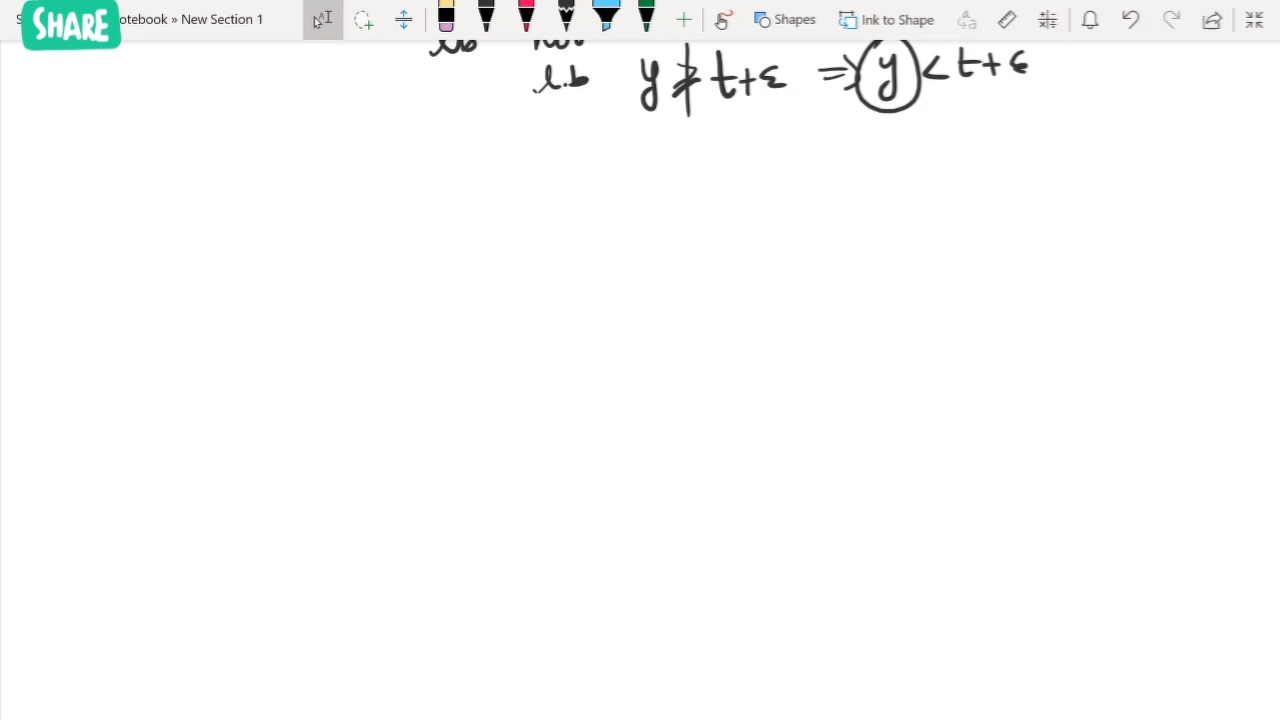 SHARE
otebook » New Section 1
Shapes
Ink to Shape
l.b y ≱ t+ε ⇒ y < t+ε